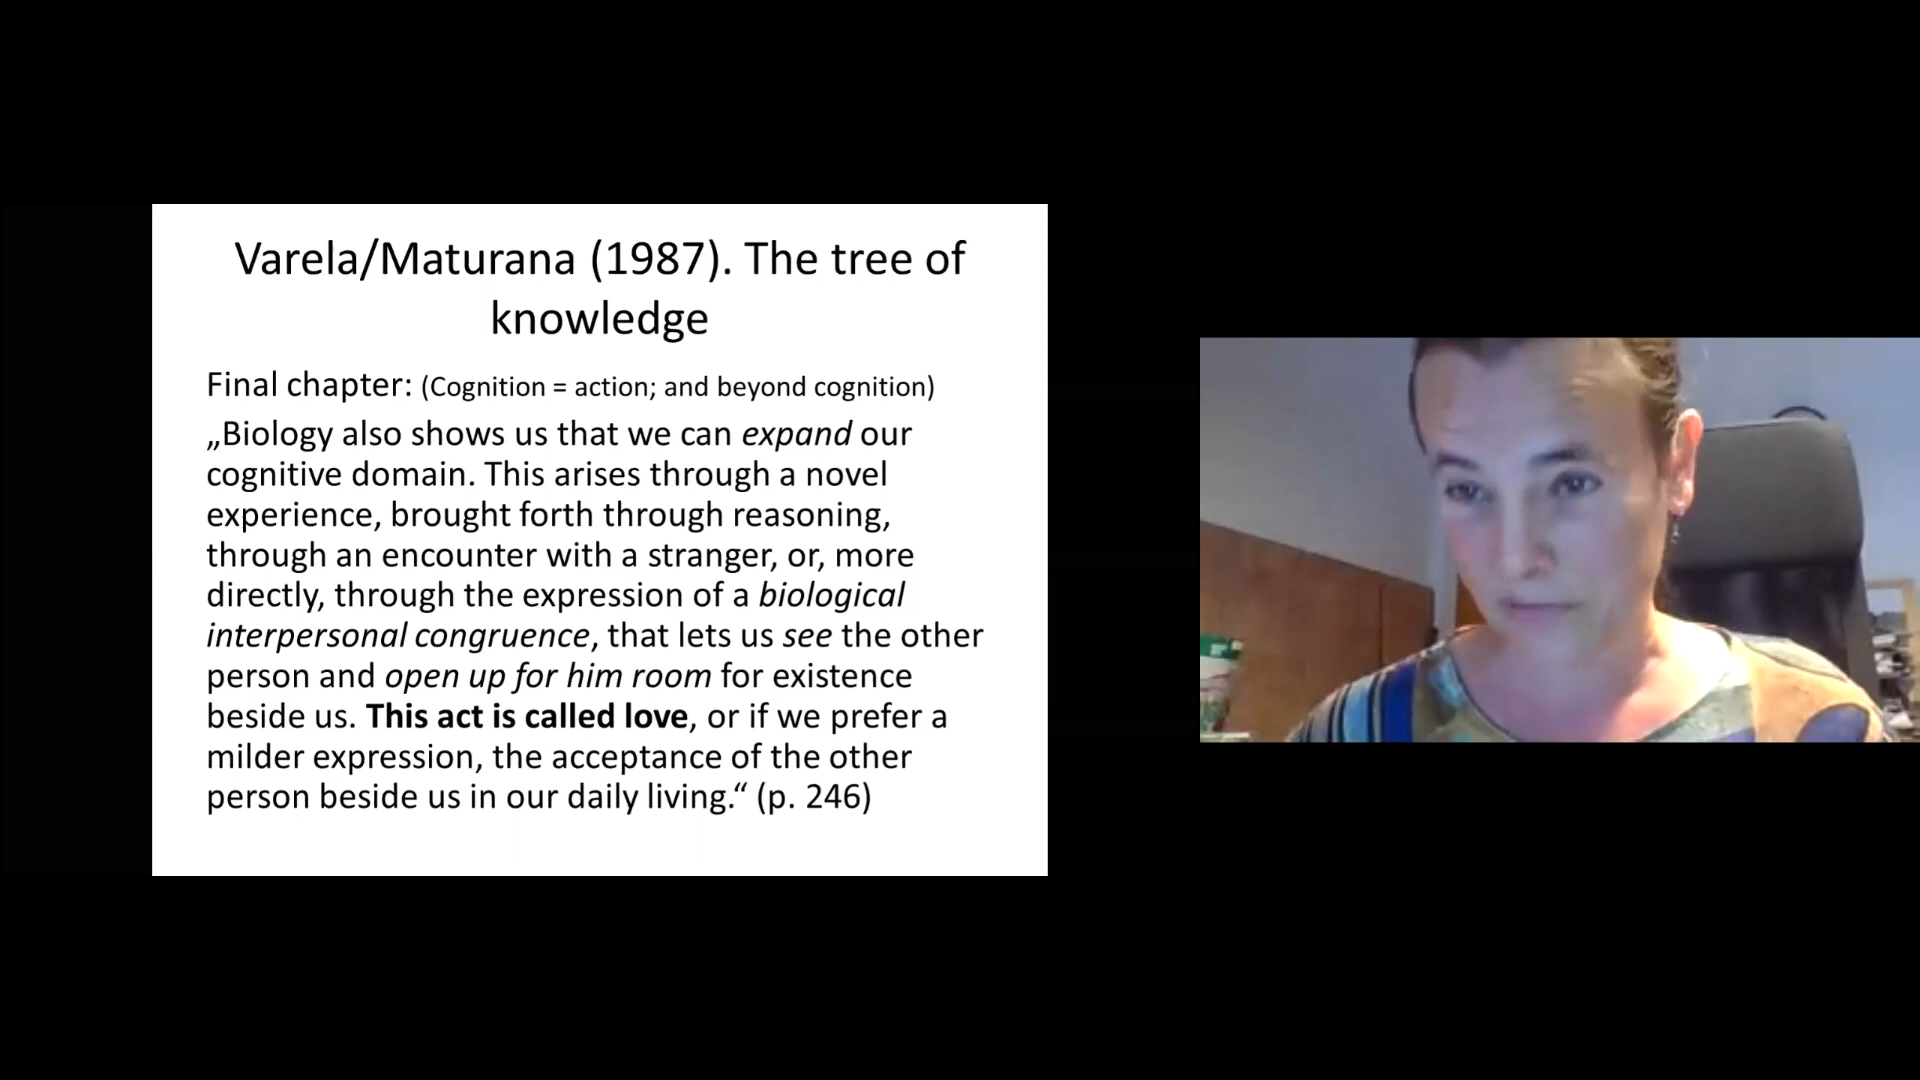 Varela/Maturana (1987). The tree of
knowledge
Final chapter: (Cognition = action; and beyond cognition)
„Biology also shows us that we can expand our
cognitive domain. This arises through a novel
experience, brought forth through reasoning,
through an encounter with a stranger, or, more
directly, through the expression of a biological
interpersonal congruence, that lets us see the other
person and open up for him room for existence
beside us. This act is called love, or if we prefer a
milder expression, the acceptance of the other
person beside us in our daily living.“ (p. 246)